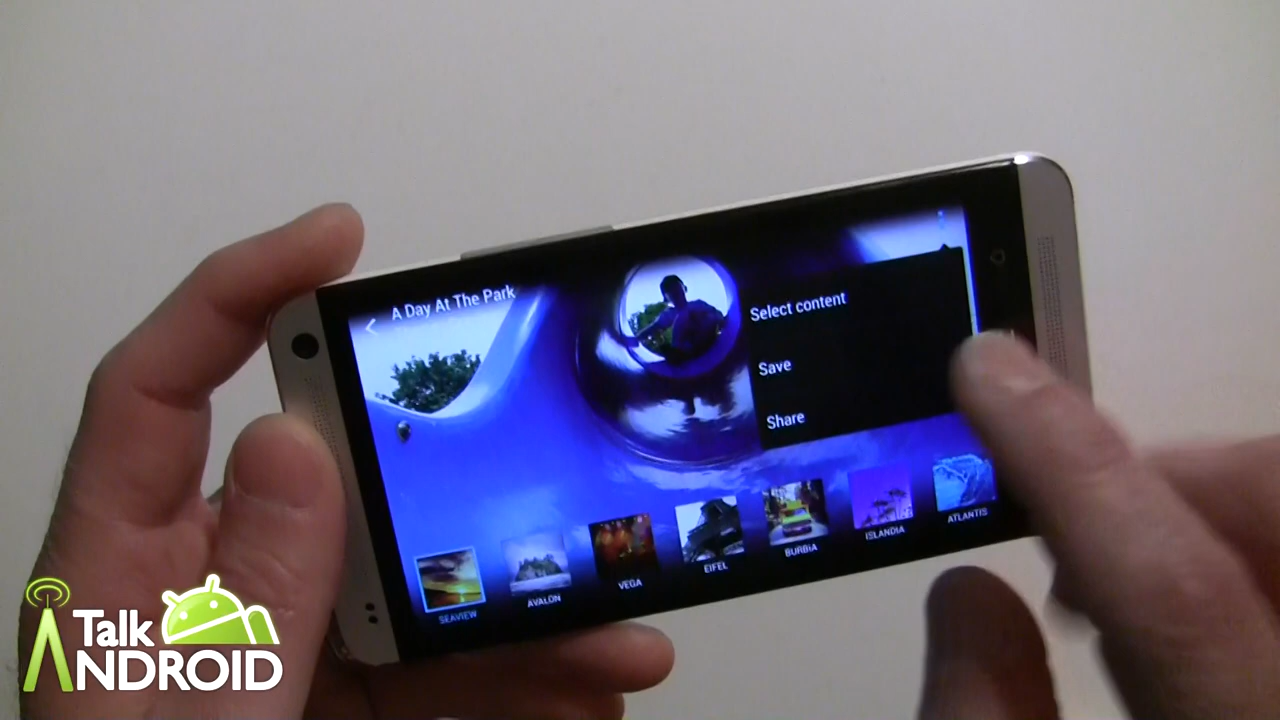 A Day At The Park
Select content
Save
Share
SEAVIEW
AVALON
VEGA
EIFEL
BURBIA
ISLANDIA
ATLANTIS
Talk
ANDROID